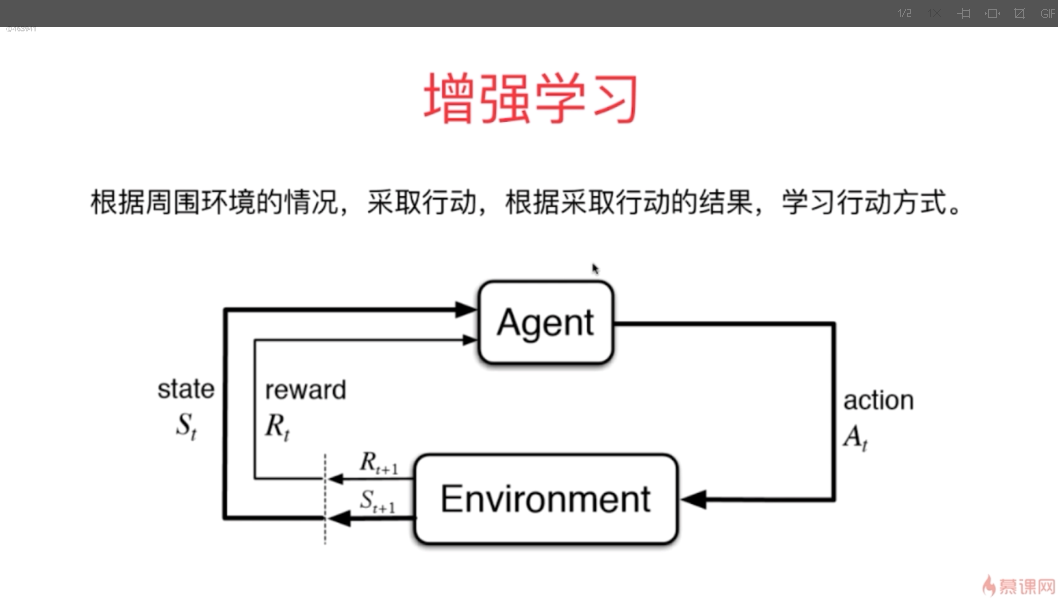 1/2 1× GIF
增强学习
根据周围环境的情况，采取行动，根据采取行动的结果，学习行动方式。
Agent
state
S_t
reward
R_t
action
A_t
R_{t+1}
S_{t+1}
Environment
慕课网